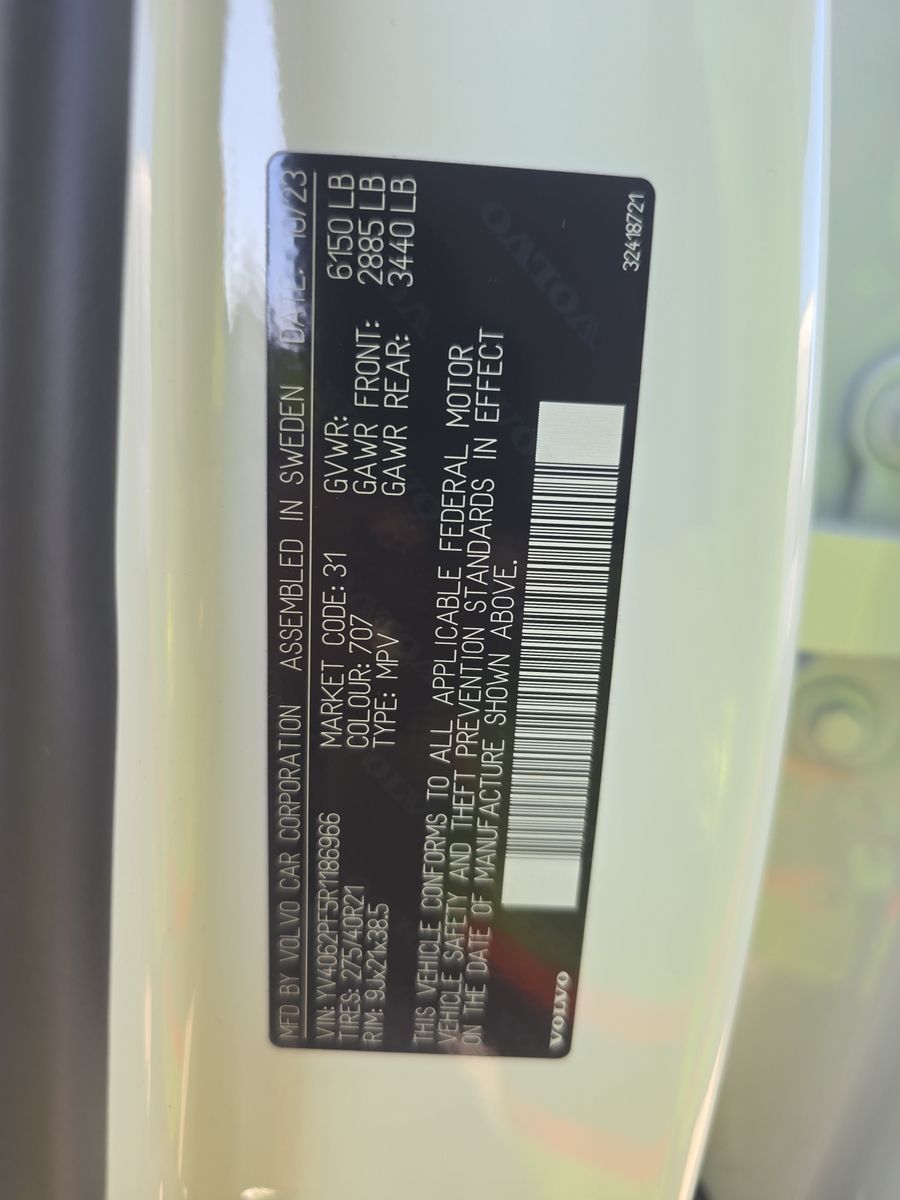 MFD BY VOLVO CAR CORPORATION ASSEMBLED IN SWEDEN DATE: 10/23
VIN: YV4062PF5R1186966 MARKET CODE: 31 GVWR: 6150 LB
TIRES: 275/40R21 COLOUR: 707 GAWR FRONT: 2885 LB
RIM: 9Jx21x38.5 TYPE: MPV GAWR REAR: 3440 LB
THIS VEHICLE CONFORMS TO ALL APPLICABLE FEDERAL MOTOR
VEHICLE SAFETY AND THEFT PREVENTION STANDARDS IN EFFECT
ON THE DATE OF MANUFACTURE SHOWN ABOVE.
VOLVO 32418721